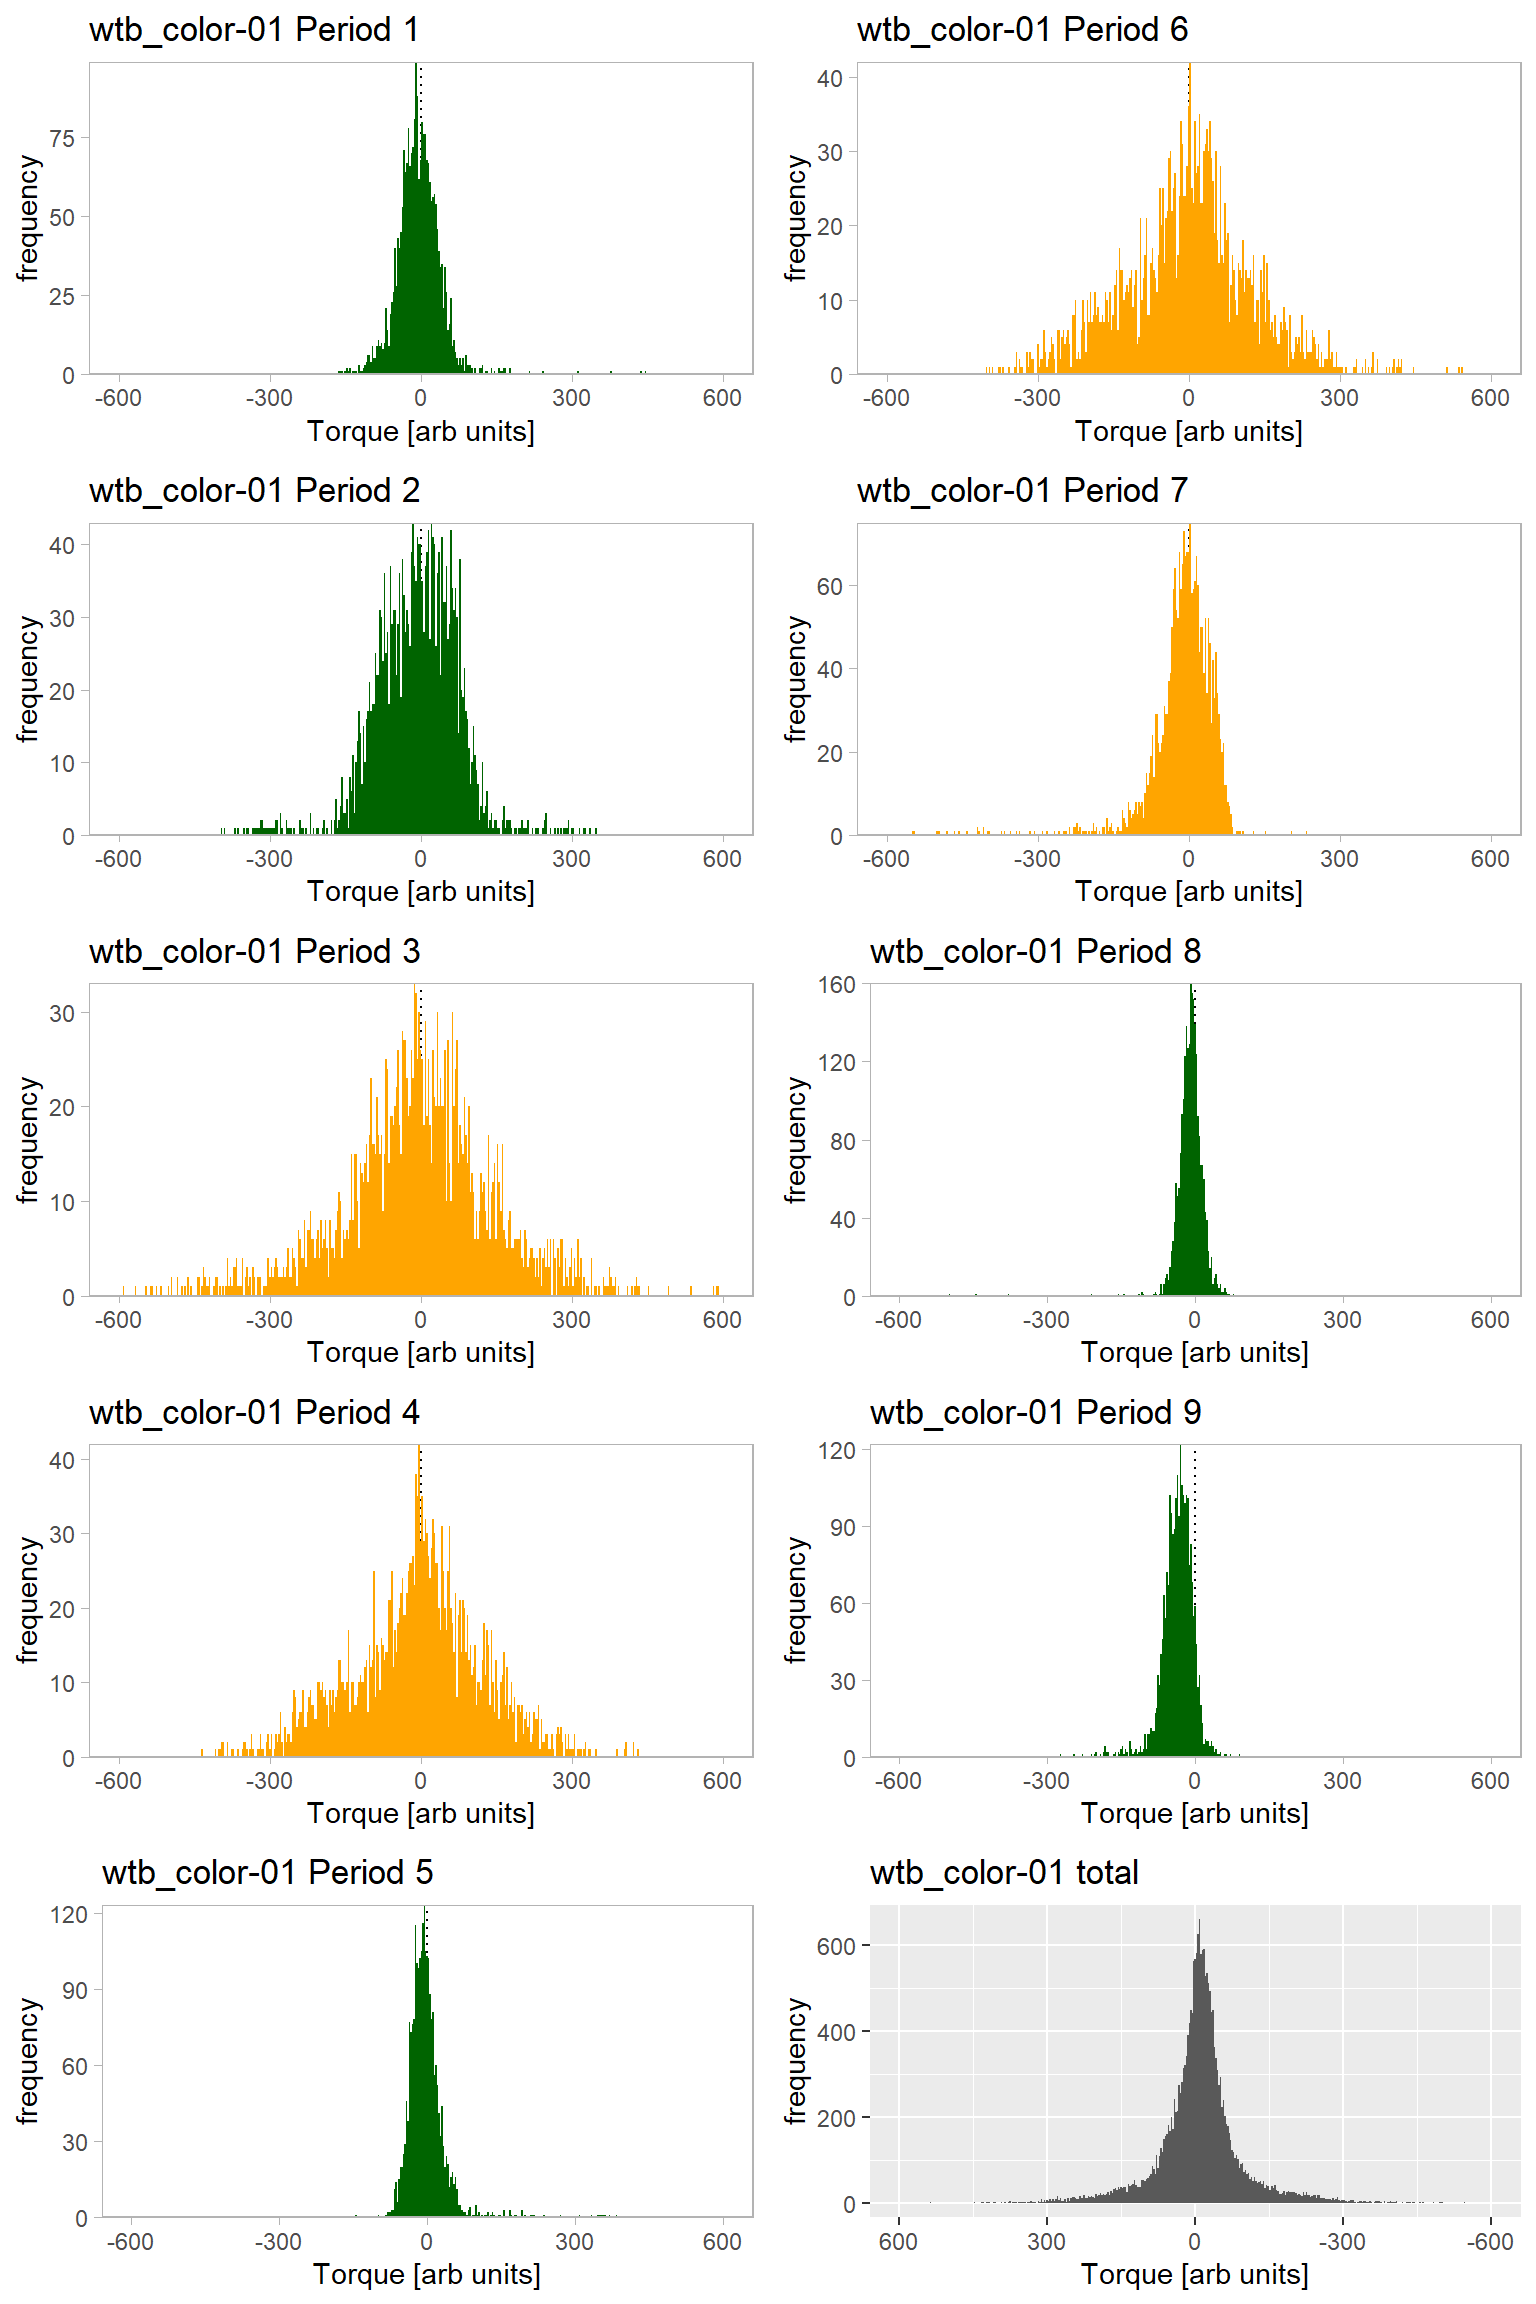 wtb_color-01 Period 1
frequency
75
50
25
0
-600 -300 0 300 600
Torque [arb units]
wtb_color-01 Period 6
frequency
40
30
20
10
0
-600 -300 0 300 600
Torque [arb units]
wtb_color-01 Period 2
frequency
40
30
20
10
0
-600 -300 0 300 600
Torque [arb units]
wtb_color-01 Period 7
frequency
60
40
20
0
-600 -300 0 300 600
Torque [arb units]
wtb_color-01 Period 3
frequency
30
20
10
0
-600 -300 0 300 600
Torque [arb units]
wtb_color-01 Period 8
frequency
160
120
80
40
0
-600 -300 0 300 600
Torque [arb units]
wtb_color-01 Period 4
frequency
40
30
20
10
0
-600 -300 0 300 600
Torque [arb units]
wtb_color-01 Period 9
frequency
120
90
60
30
0
-600 -300 0 300 600
Torque [arb units]
wtb_color-01 Period 5
frequency
120
90
60
30
0
-600 -300 0 300 600
Torque [arb units]
wtb_color-01 total
frequency
600
400
200
0
600 300 0 -300 -600
Torque [arb units]